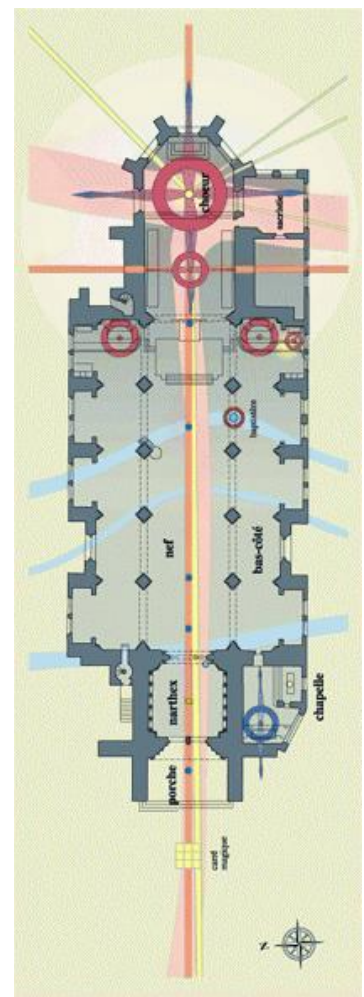 chœur
sacristie
baptistère
nef
bas-côté
narthex
chapelle
porche
carré
magique
N